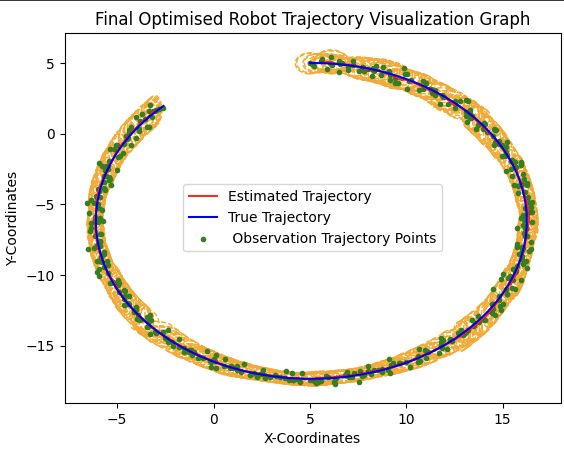 Final Optimised Robot Trajectory Visualization Graph
5
0
−5
−10
−15
Y-Coordinates
Estimated Trajectory
True Trajectory
Observation Trajectory Points
−5
0
5
10
15
X-Coordinates